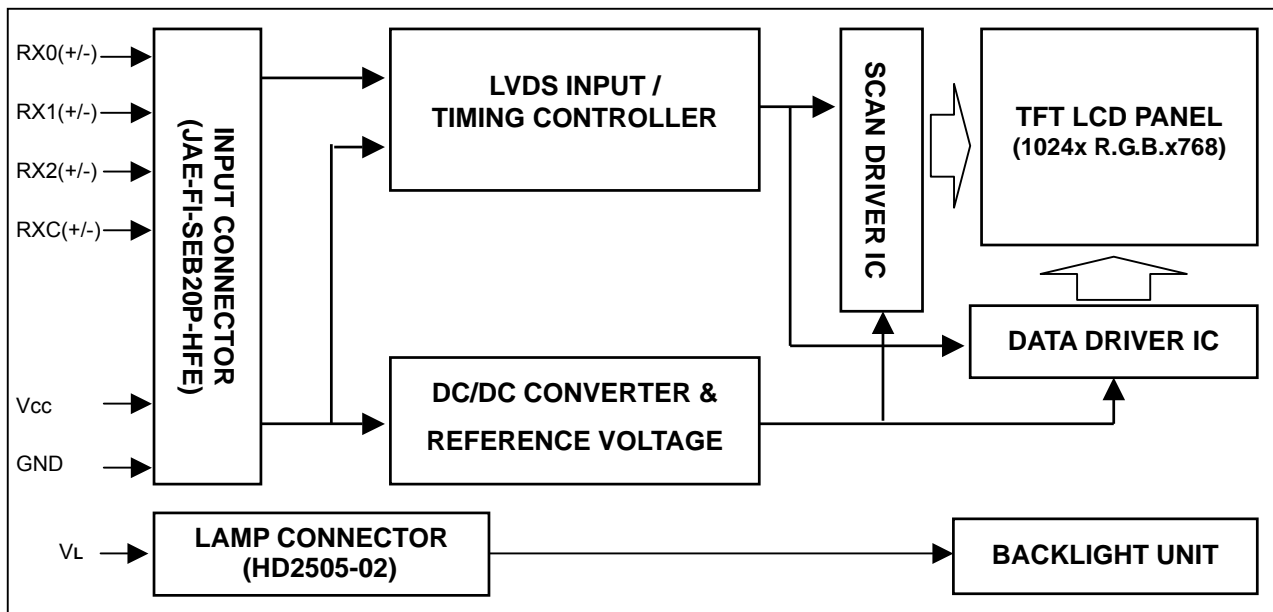 RX0(+/-)
RX1(+/-)
RX2(+/-)
RXC(+/-)
Vcc
GND
VL
INPUT CONNECTOR
(JAE-FI-SEB20P-HFE)
LVDS INPUT /
TIMING CONTROLLER
SCAN DRIVER IC
TFT LCD PANEL
(1024x R.G.B.x768)
DATA DRIVER IC
DC/DC CONVERTER &
REFERENCE VOLTAGE
LAMP CONNECTOR
(HD2505-02)
BACKLIGHT UNIT